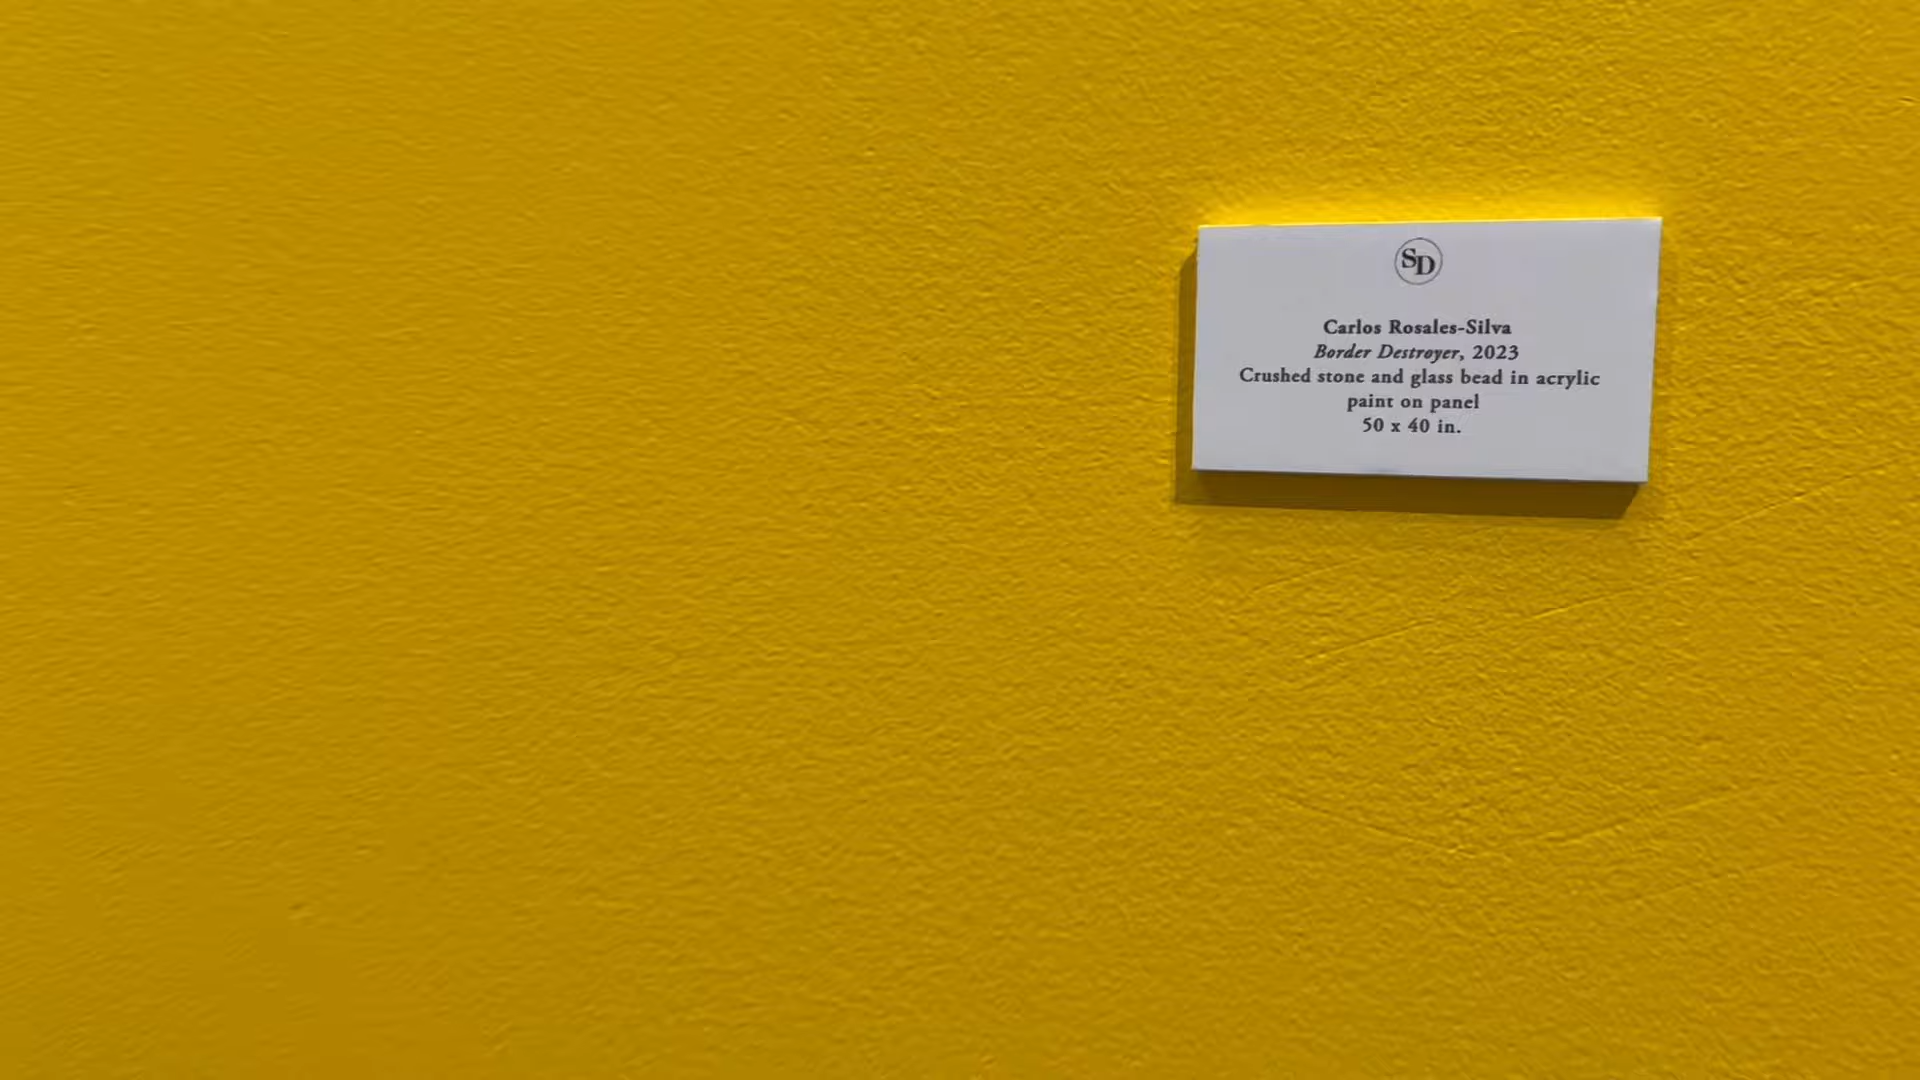 SD
Carlos Rosales-Silva
Border Destroyer, 2023
Crushed stone and glass bead in acrylic
paint on panel
50 x 40 in.